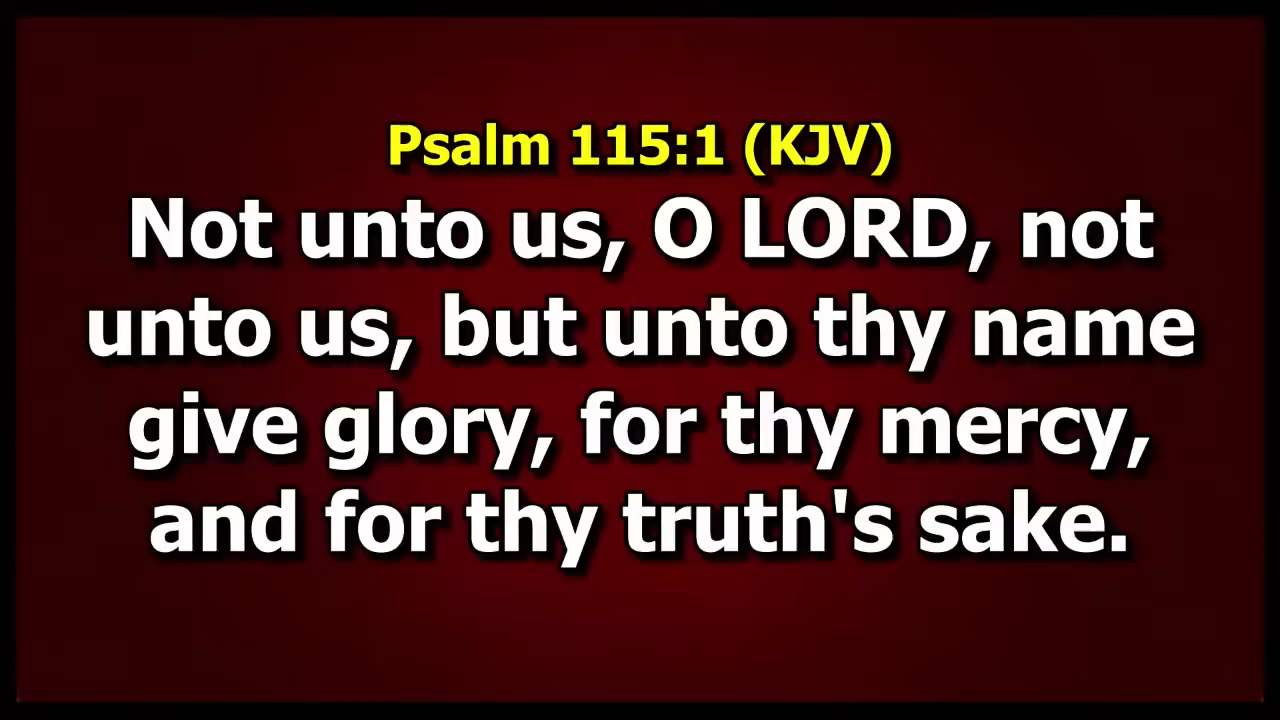 Psalm 115:1 (KJV)
Not unto us, O LORD, not
unto us, but unto thy name
give glory, for thy mercy,
and for thy truth's sake.